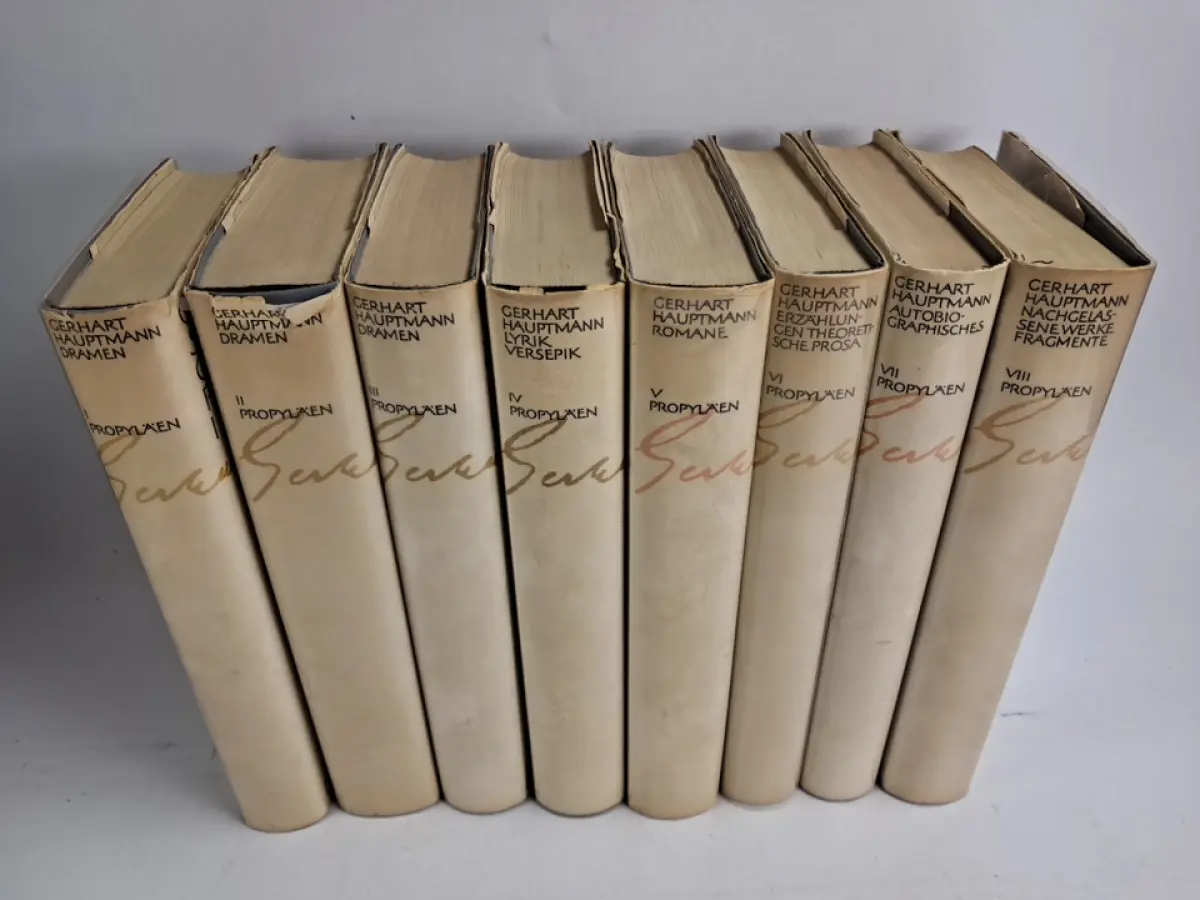 GERHART
HAUPTMANN
DRAMEN
I
PROPYLÄEN
GERHART
HAUPTMANN
DRAMEN
II
PROPYLÄEN
GERHART
HAUPTMANN
DRAMEN
III
PROPYLÄEN
GERHART
HAUPTMANN
LYRIK
VERSEPIK
IV
PROPYLÄEN
GERHART
HAUPTMANN
ROMANE
V
PROPYLÄEN
GERHART
HAUPTMANN
ERZÄHLUN-
GEN THEORETI-
SCHE PROSA
VI
PROPYLÄEN
GERHART
HAUPTMANN
AUTOBIO-
GRAPHISCHES
VII
PROPYLÄEN
GERHART
HAUPTMANN
NACHGELAS-
SENE WERKE
FRAGMENTE
VIII
PROPYLÄEN